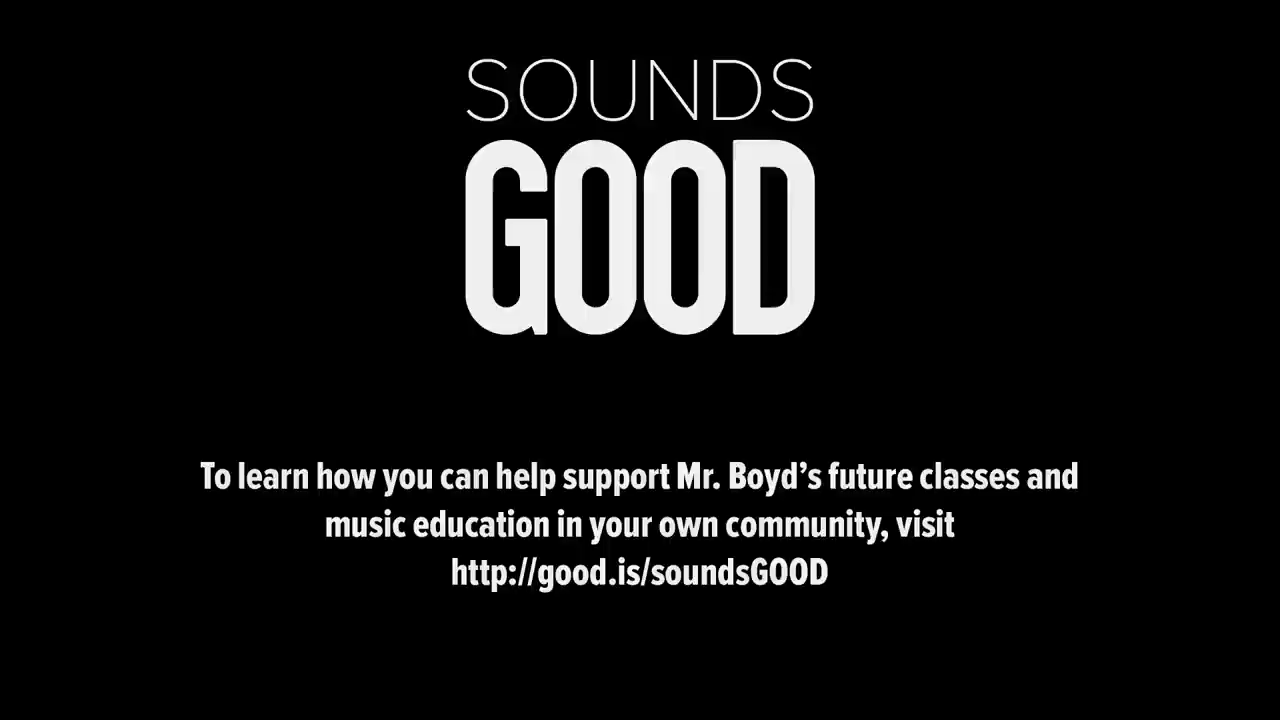 SOUNDS
GOOD
To learn how you can help support Mr. Boyd’s future classes and
music education in your own community, visit
http://good.is/soundsGOOD